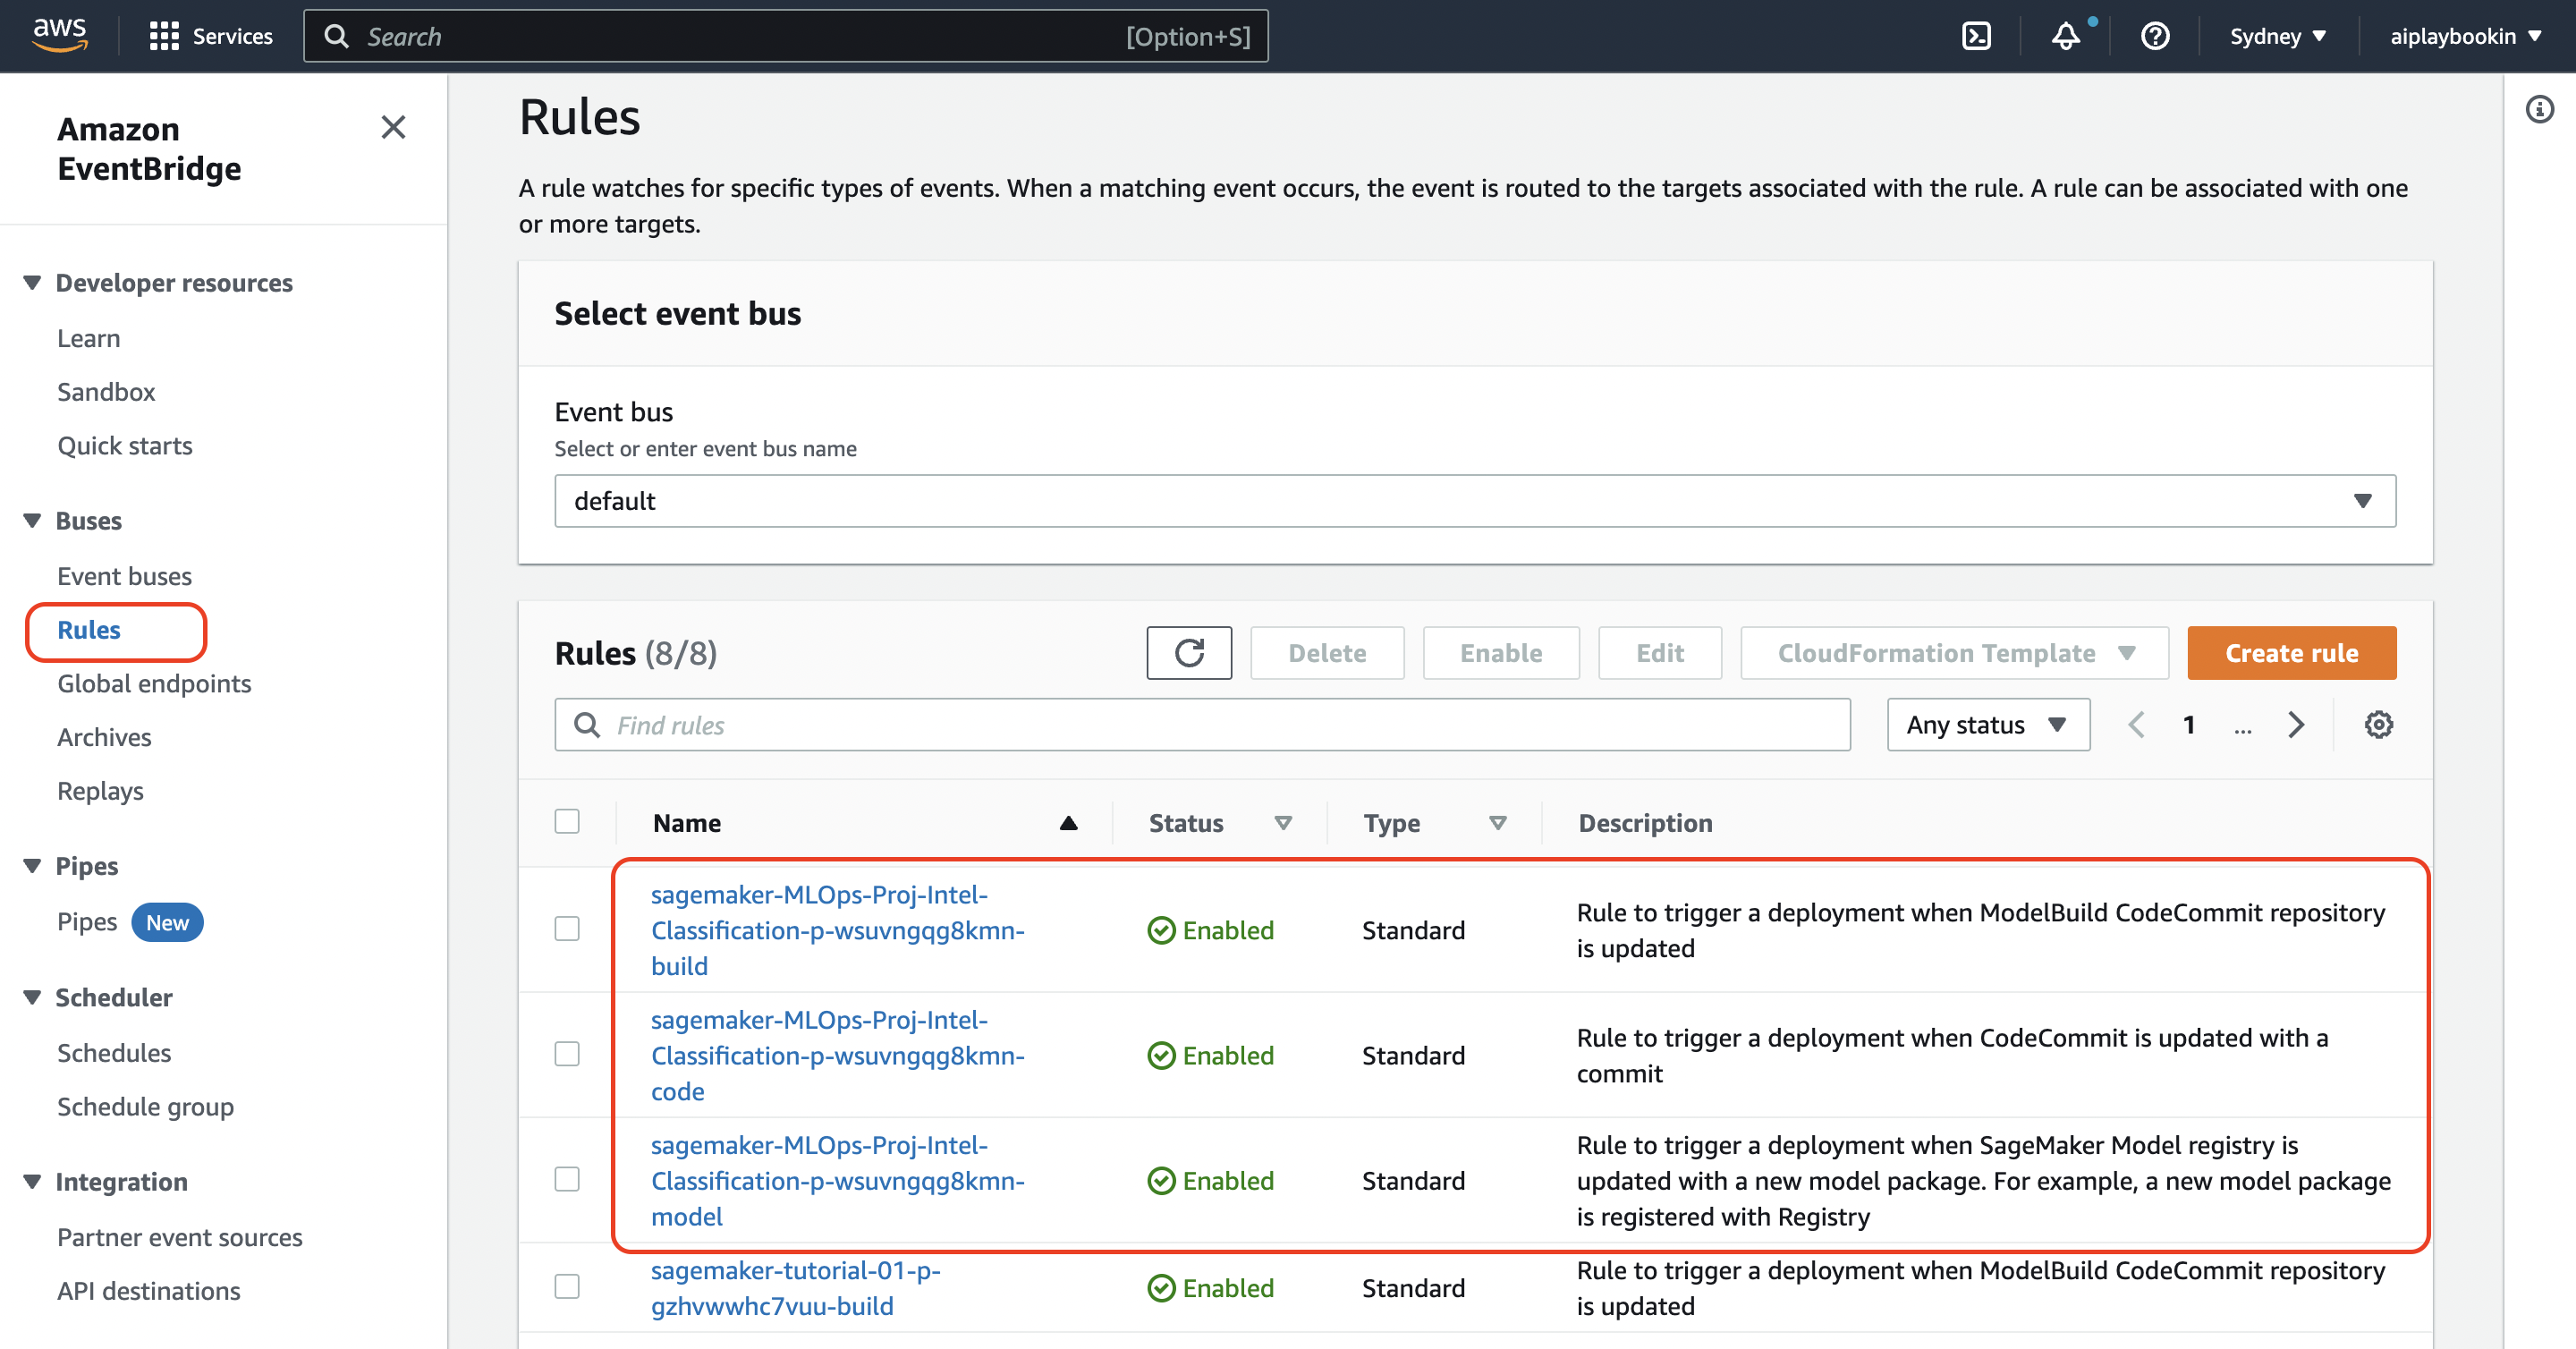 aws
Services
Search
[Option+S]
Sydney
aiplaybookin
Amazon
EventBridge
Developer resources
Learn
Sandbox
Quick starts
Buses
Event buses
Rules
Global endpoints
Archives
Replays
Pipes
Pipes New
Scheduler
Schedules
Schedule group
Integration
Partner event sources
API destinations
Rules
A rule watches for specific types of events. When a matching event occurs, the event is routed to the targets associated with the rule. A rule can be associated with one
or more targets.
Select event bus
Event bus
Select or enter event bus name
default
Rules (8/8)
Delete
Enable
Edit
CloudFormation Template
Create rule
Find rules
Any status
1
...
Name
Status
Type
Description
sagemaker-MLOps-Proj-Intel-
Classification-p-wsuvngqg8kmn-
build
Enabled
Standard
Rule to trigger a deployment when ModelBuild CodeCommit repository
is updated
sagemaker-MLOps-Proj-Intel-
Classification-p-wsuvngqg8kmn-
code
Enabled
Standard
Rule to trigger a deployment when CodeCommit is updated with a
commit
sagemaker-MLOps-Proj-Intel-
Classification-p-wsuvngqg8kmn-
model
Enabled
Standard
Rule to trigger a deployment when SageMaker Model registry is
updated with a new model package. For example, a new model package
is registered with Registry
sagemaker-tutorial-01-p-
gzhvwwhc7vuu-build
Enabled
Standard
Rule to trigger a deployment when ModelBuild CodeCommit repository
is updated